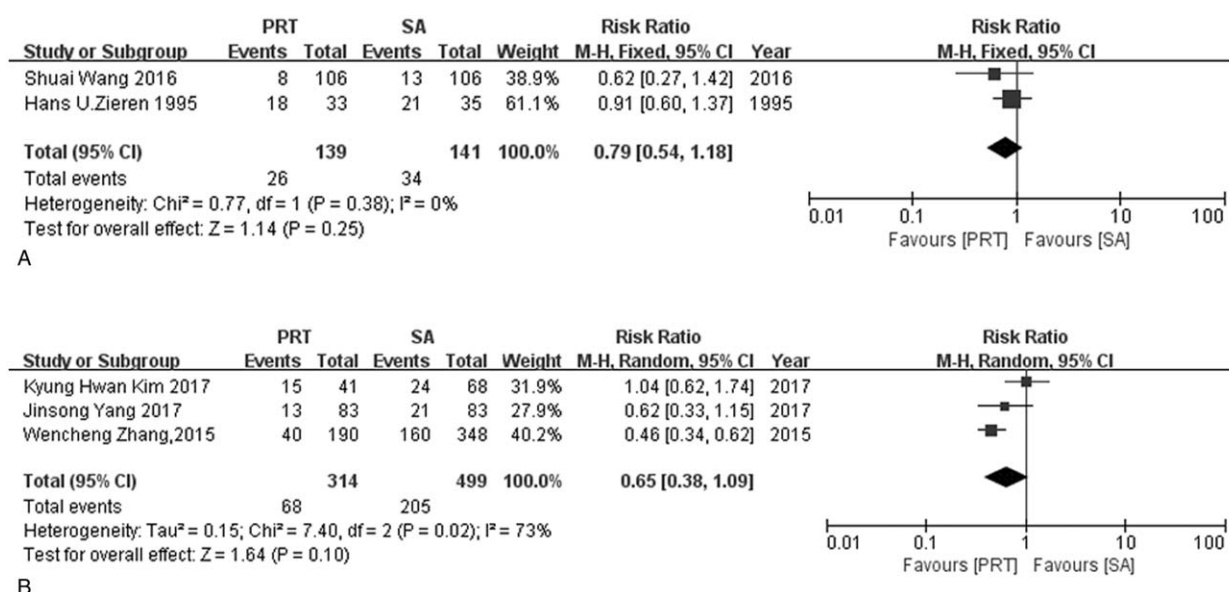 PRT SA Risk Ratio Risk Ratio
Study or Subgroup Events Total Events Total Weight M-H, Fixed, 95% CI Year M-H, Fixed, 95% CI
Shuai Wang 2016 8 106 13 106 38.9% 0.62 [0.27, 1.42] 2016
Hans U.Zieren 1995 18 33 21 35 61.1% 0.91 [0.60, 1.37] 1995
Total (95% CI) 139 141 100.0% 0.79 [0.54, 1.18]
Total events 26 34
Heterogeneity: Chi² = 0.77, df = 1 (P = 0.38); I² = 0%
Test for overall effect: Z = 1.14 (P = 0.25)
0.01 0.1 1 10 100
Favours [PRT] Favours [SA]
A
PRT SA Risk Ratio Risk Ratio
Study or Subgroup Events Total Events Total Weight M-H, Random, 95% CI Year M-H, Random, 95% CI
Kyung Hwan Kim 2017 15 41 24 68 31.9% 1.04 [0.62, 1.74] 2017
Jinsong Yang 2017 13 83 21 83 27.9% 0.62 [0.33, 1.15] 2017
Wencheng Zhang,2015 40 190 160 348 40.2% 0.46 [0.34, 0.62] 2015
Total (95% CI) 314 499 100.0% 0.65 [0.38, 1.09]
Total events 68 205
Heterogeneity: Tau² = 0.15; Chi² = 7.40, df = 2 (P = 0.02); I² = 73%
Test for overall effect: Z = 1.64 (P = 0.10)
0.01 0.1 1 10 100
Favours [PRT] Favours [SA]
B